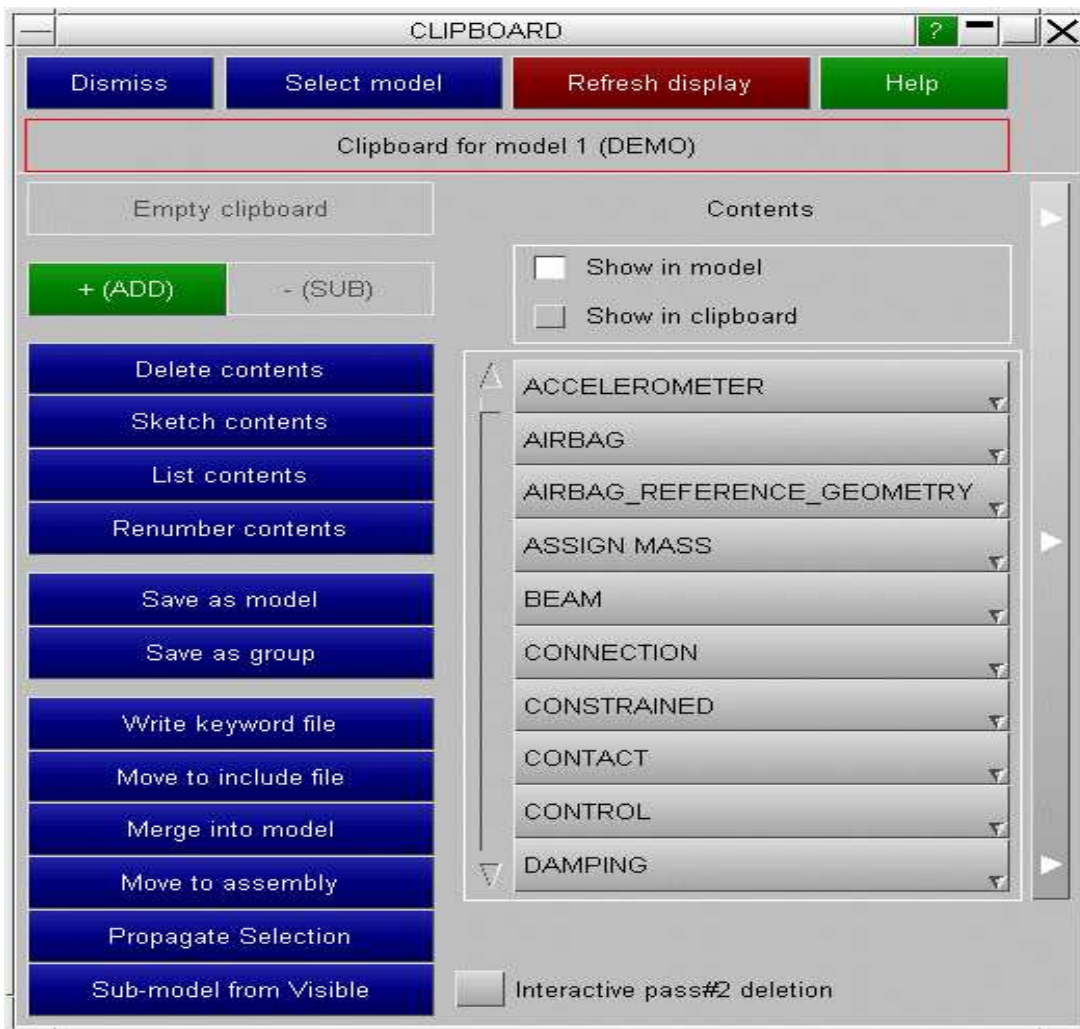 CLIPBOARD ?
Dismiss Select model Refresh display Help
Clipboard for model 1 (DEMO)
Empty clipboard
+ (ADD) - (SUB)
Delete contents
Sketch contents
List contents
Renumber contents
Save as model
Save as group
Write keyword file
Move to include file
Merge into model
Move to assembly
Propagate Selection
Sub-model from Visible
Contents
Show in model
Show in clipboard
ACCELEROMETER
AIRBAG
AIRBAG_REFERENCE_GEOMETRY
ASSIGN MASS
BEAM
CONNECTION
CONSTRAINED
CONTACT
CONTROL
DAMPING
Interactive pass#2 deletion